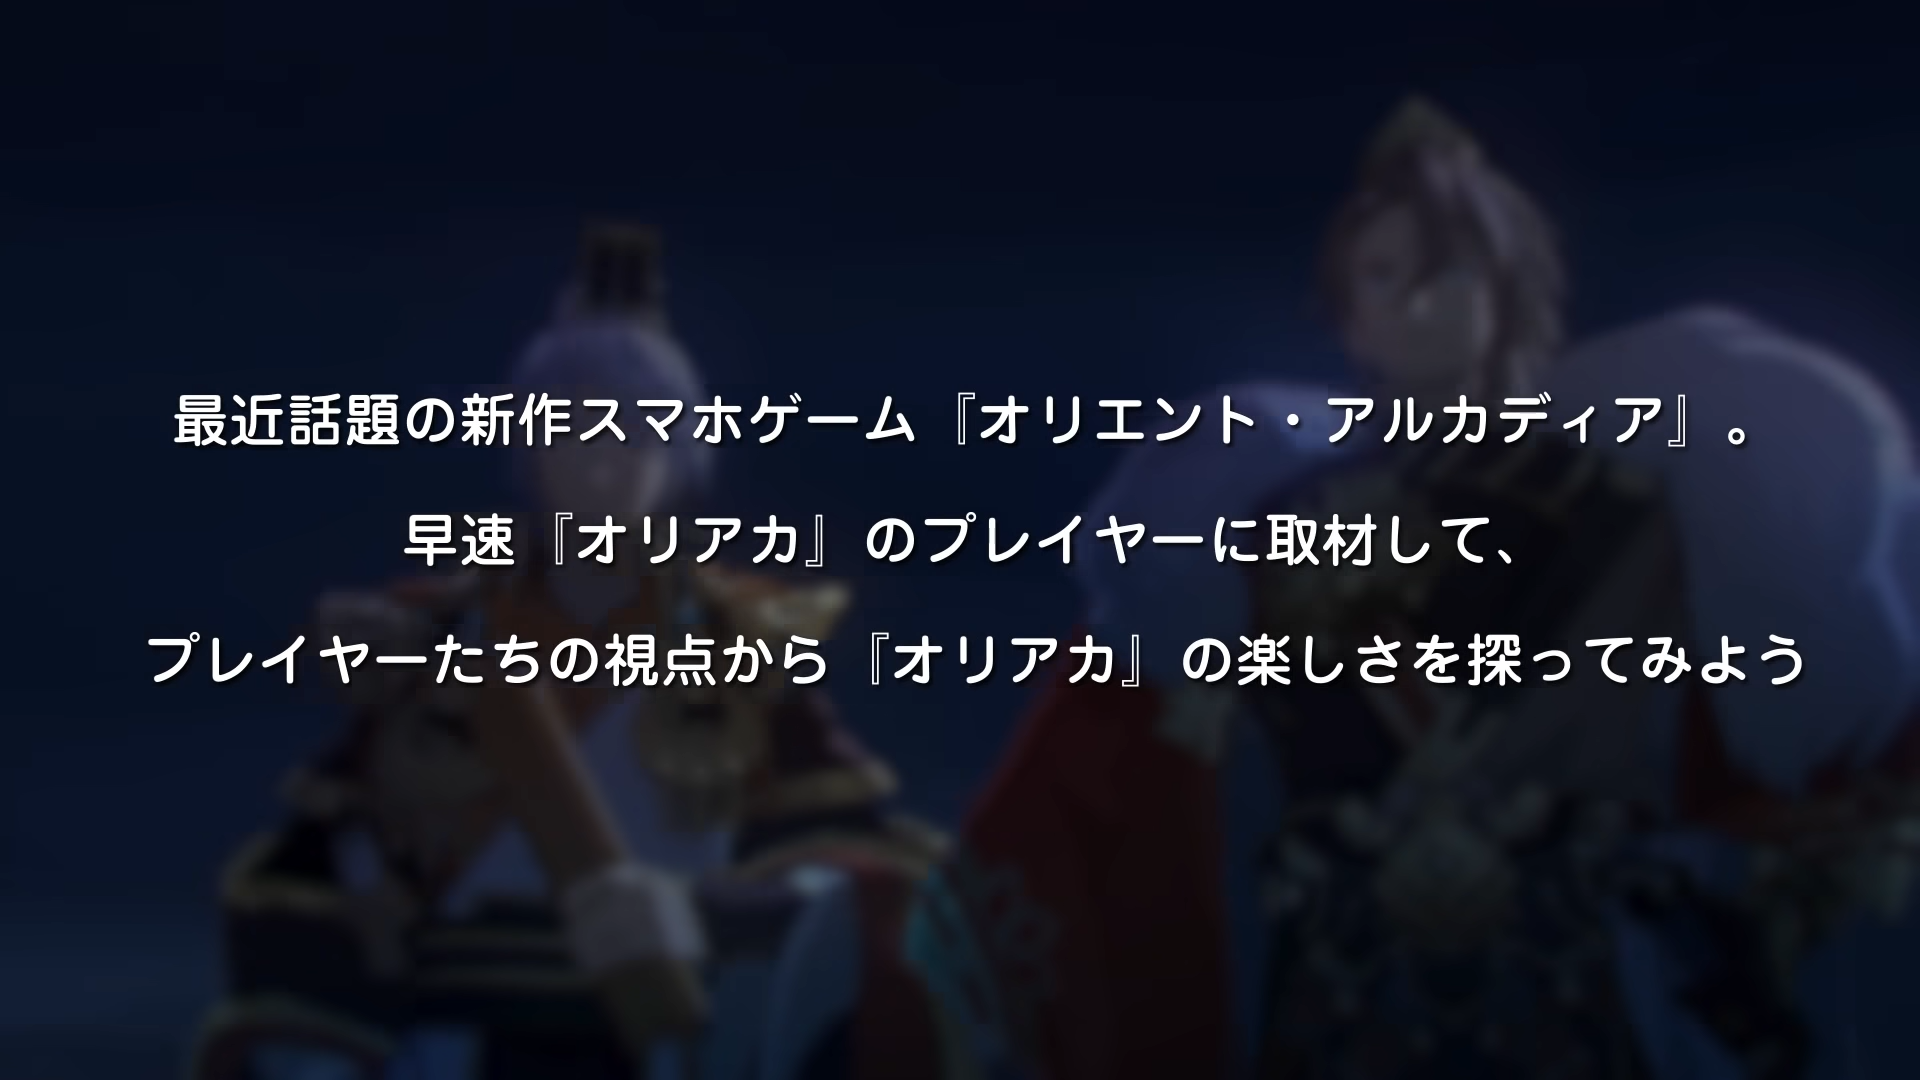 最近話題の新作スマホゲーム『オリエント・アルカディア』。
早速『オリアカ』のプレイヤーに取材して、
プレイヤーたちの視点から『オリアカ』の楽しさを探ってみよう